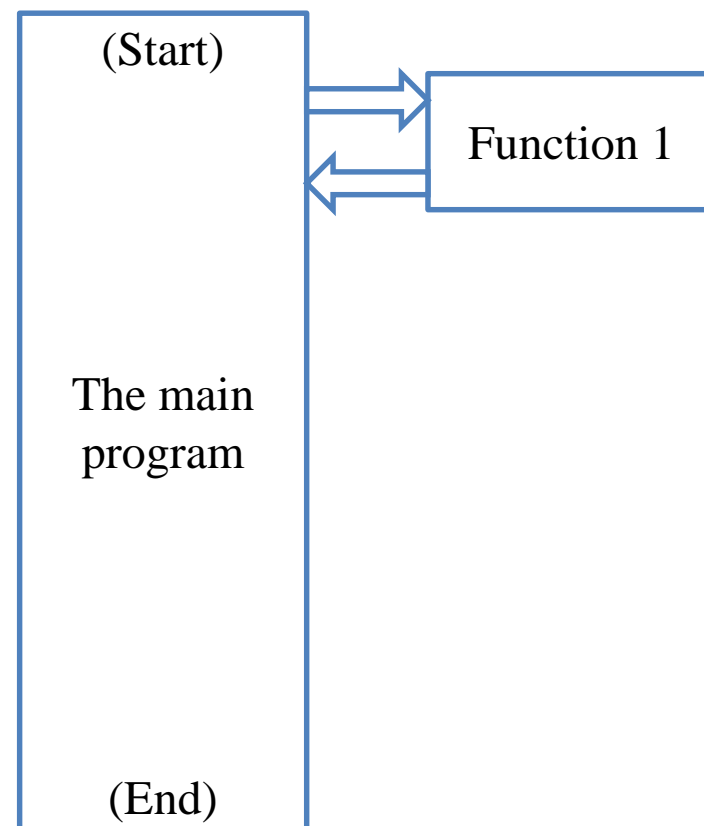 (Start)
Function 1
The main
program
(End)